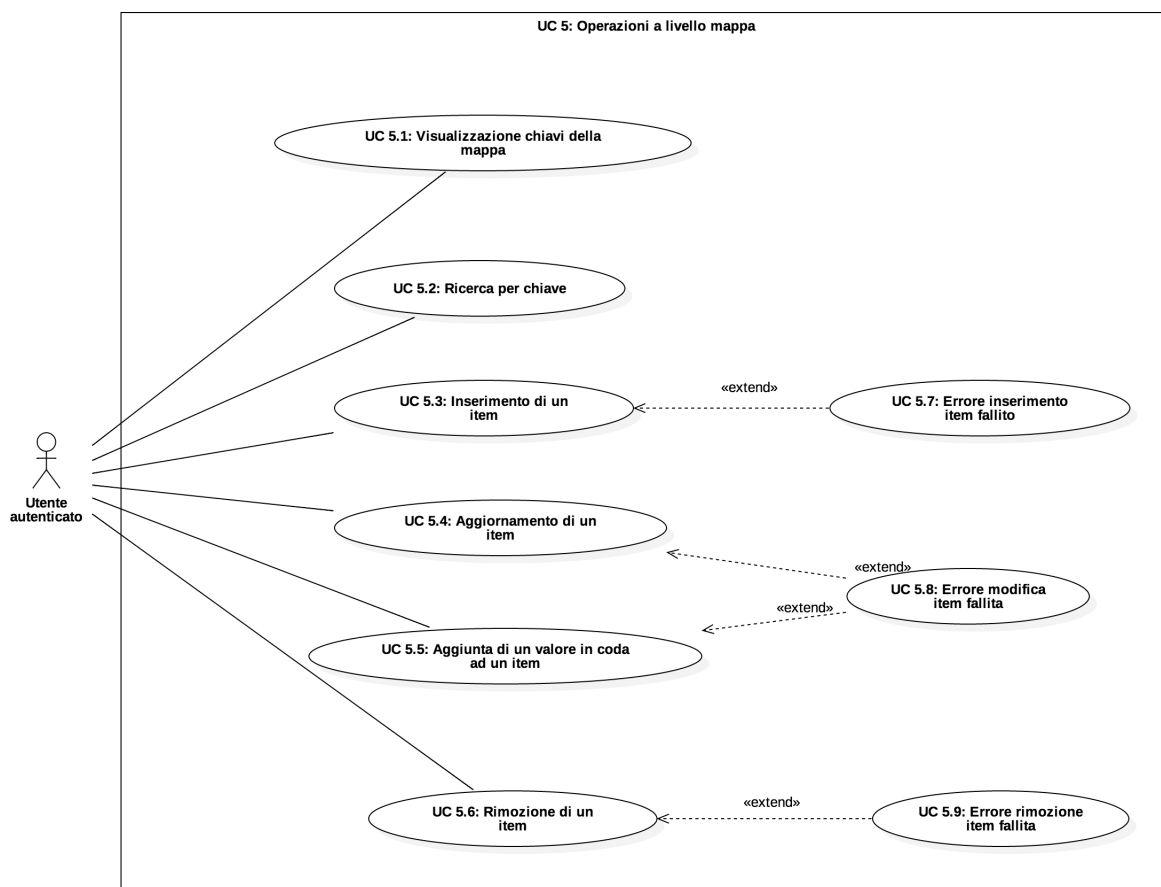 UC 5: Operazioni a livello mappa
UC 5.1: Visualizzazione chiavi della
mappa
UC 5.2: Ricerca per chiave
UC 5.3: Inserimento di un
item
«extend»
UC 5.7: Errore inserimento
item fallito
Utente
autenticato
UC 5.4: Aggiornamento di un
item
«extend»
UC 5.8: Errore modifica
item fallita
«extend»
UC 5.5: Aggiunta di un valore in coda
ad un item
UC 5.6: Rimozione di un
item
«extend»
UC 5.9: Errore rimozione
item fallita